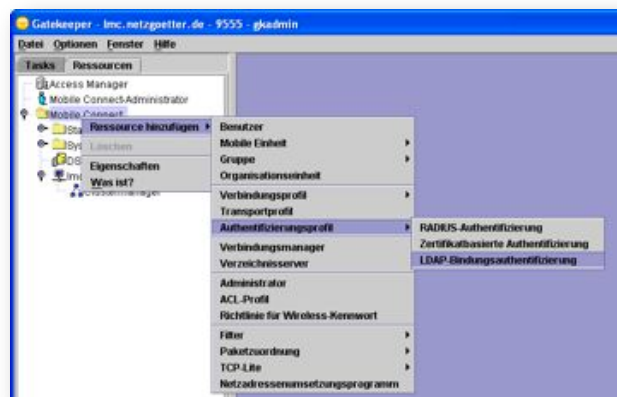 Gatekeeper - lmc.netzgoetter.de - 9555 - gkadmin
Datei Optionen Fenster Hilfe
Tasks Ressourcen
Access Manager
Mobile Connect-Administrator
Mobile Connect
Ressource hinzufügen
Löschen
Eigenschaften
Was ist?
Clustermanager
Benutzer
Mobile Einheit
Gruppe
Organisationseinheit
Verbindungsprofil
Transportprofil
Authentifizierungsprofil
Verbindungsmanager
Verzeichnisserver
Administrator
ACL-Profil
Richtlinie für Wireless-Kennwort
Filter
Paketzuordnung
TCP-Lite
Netzadressenumsetzungsprogramm
RADIUS-Authentifizierung
Zertifikatbasierte Authentifizierung
LDAP-Bindungsauthentifizierung